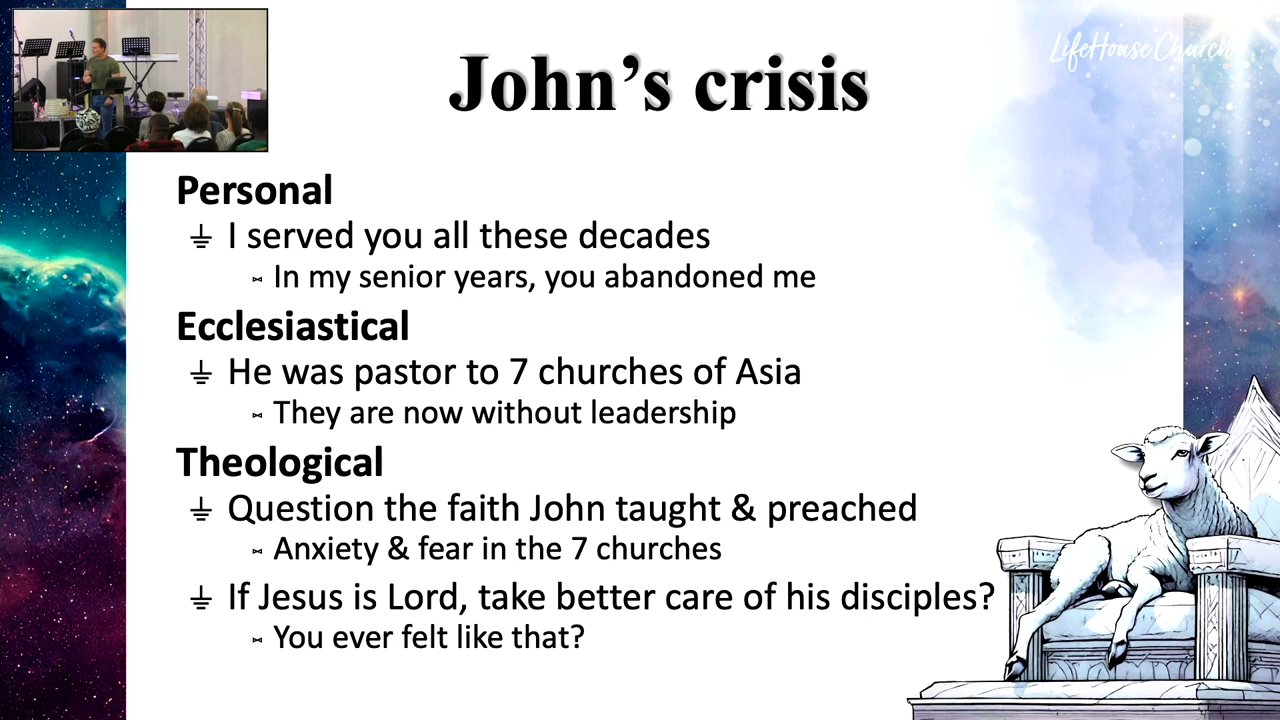 LifeHouse Church
John’s crisis
Personal
I served you all these decades
In my senior years, you abandoned me
Ecclesiastical
He was pastor to 7 churches of Asia
They are now without leadership
Theological
Question the faith John taught & preached
Anxiety & fear in the 7 churches
If Jesus is Lord, take better care of his disciples?
You ever felt like that?